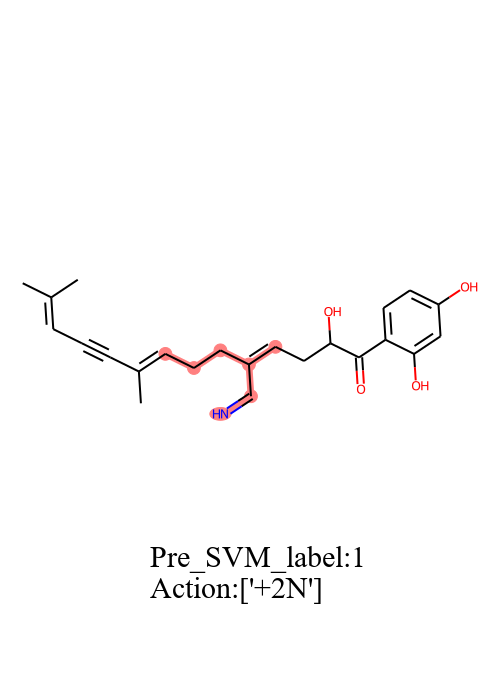 OH
OH
HN
O
OH
Pre_SVM_label:1
Action:['+2N']